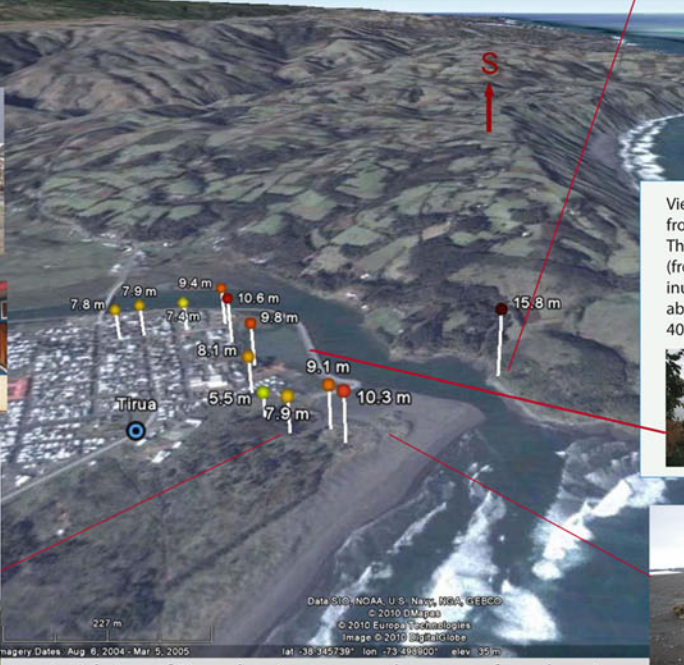 S
Vie
fro
Th
(fr
inu
ab
40
15.8 m
9.4 m
7.9 m
10.6 m
7.8 m
7.4 m
9.8 m
8.1 m
9.1 m
5.5 m
7.9 m
10.3 m
Tirua
227 m
Data SIO, NOAA, U.S. Navy, NGA, GEBCO
© 2010 DMapas
© 2010 Europa Technologies
Image © 2010 DigitalGlobe
magery Dates: Aug 6, 2004 - Mar 5, 2005
lat -38.345739° lon -73.498900° elev 35 m